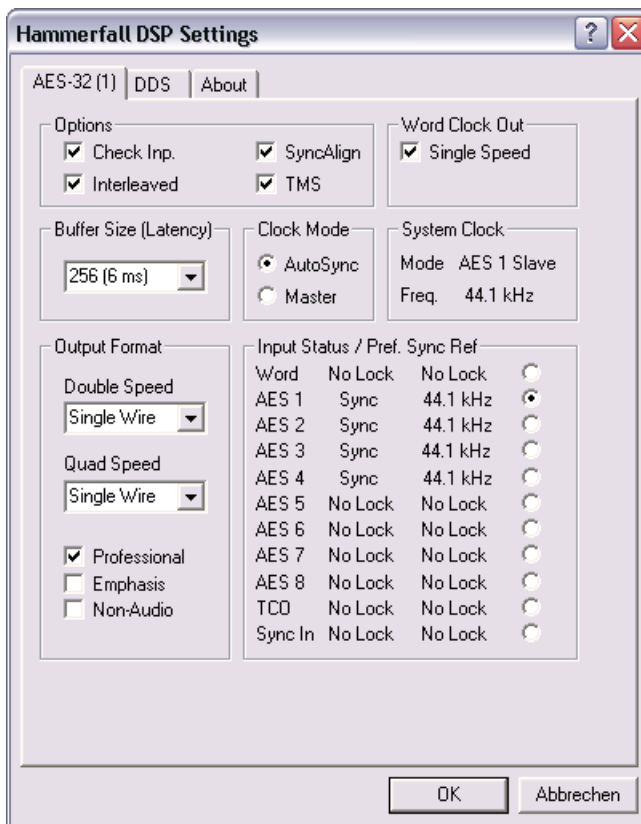 Hammerfall DSP Settings
AES-32 (1) DDS About
Options
Check Inp. SyncAlign
Interleaved TMS
Word Clock Out
Single Speed
Buffer Size (Latency)
256 (6 ms)
Clock Mode
AutoSync
Master
System Clock
Mode AES 1 Slave
Freq. 44.1 kHz
Output Format
Double Speed
Single Wire
Quad Speed
Single Wire
Professional
Emphasis
Non-Audio
Input Status / Pref. Sync Ref
Word No Lock No Lock
AES 1 Sync 44.1 kHz
AES 2 Sync 44.1 kHz
AES 3 Sync 44.1 kHz
AES 4 Sync 44.1 kHz
AES 5 No Lock No Lock
AES 6 No Lock No Lock
AES 7 No Lock No Lock
AES 8 No Lock No Lock
TCO No Lock No Lock
Sync In No Lock No Lock
OK Abbrechen